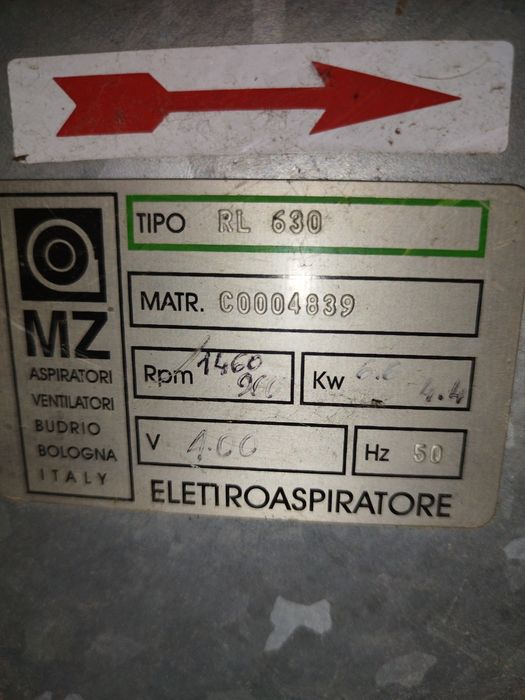 TIPO RL 630
MATR. C0004839
MZ
ASPIRATORI
VENTILATORI
BUDRIO
BOLOGNA
ITALY
Rpm 1460
Kw 4.4
V 400
Hz 50
ELETTROASPIRATORE